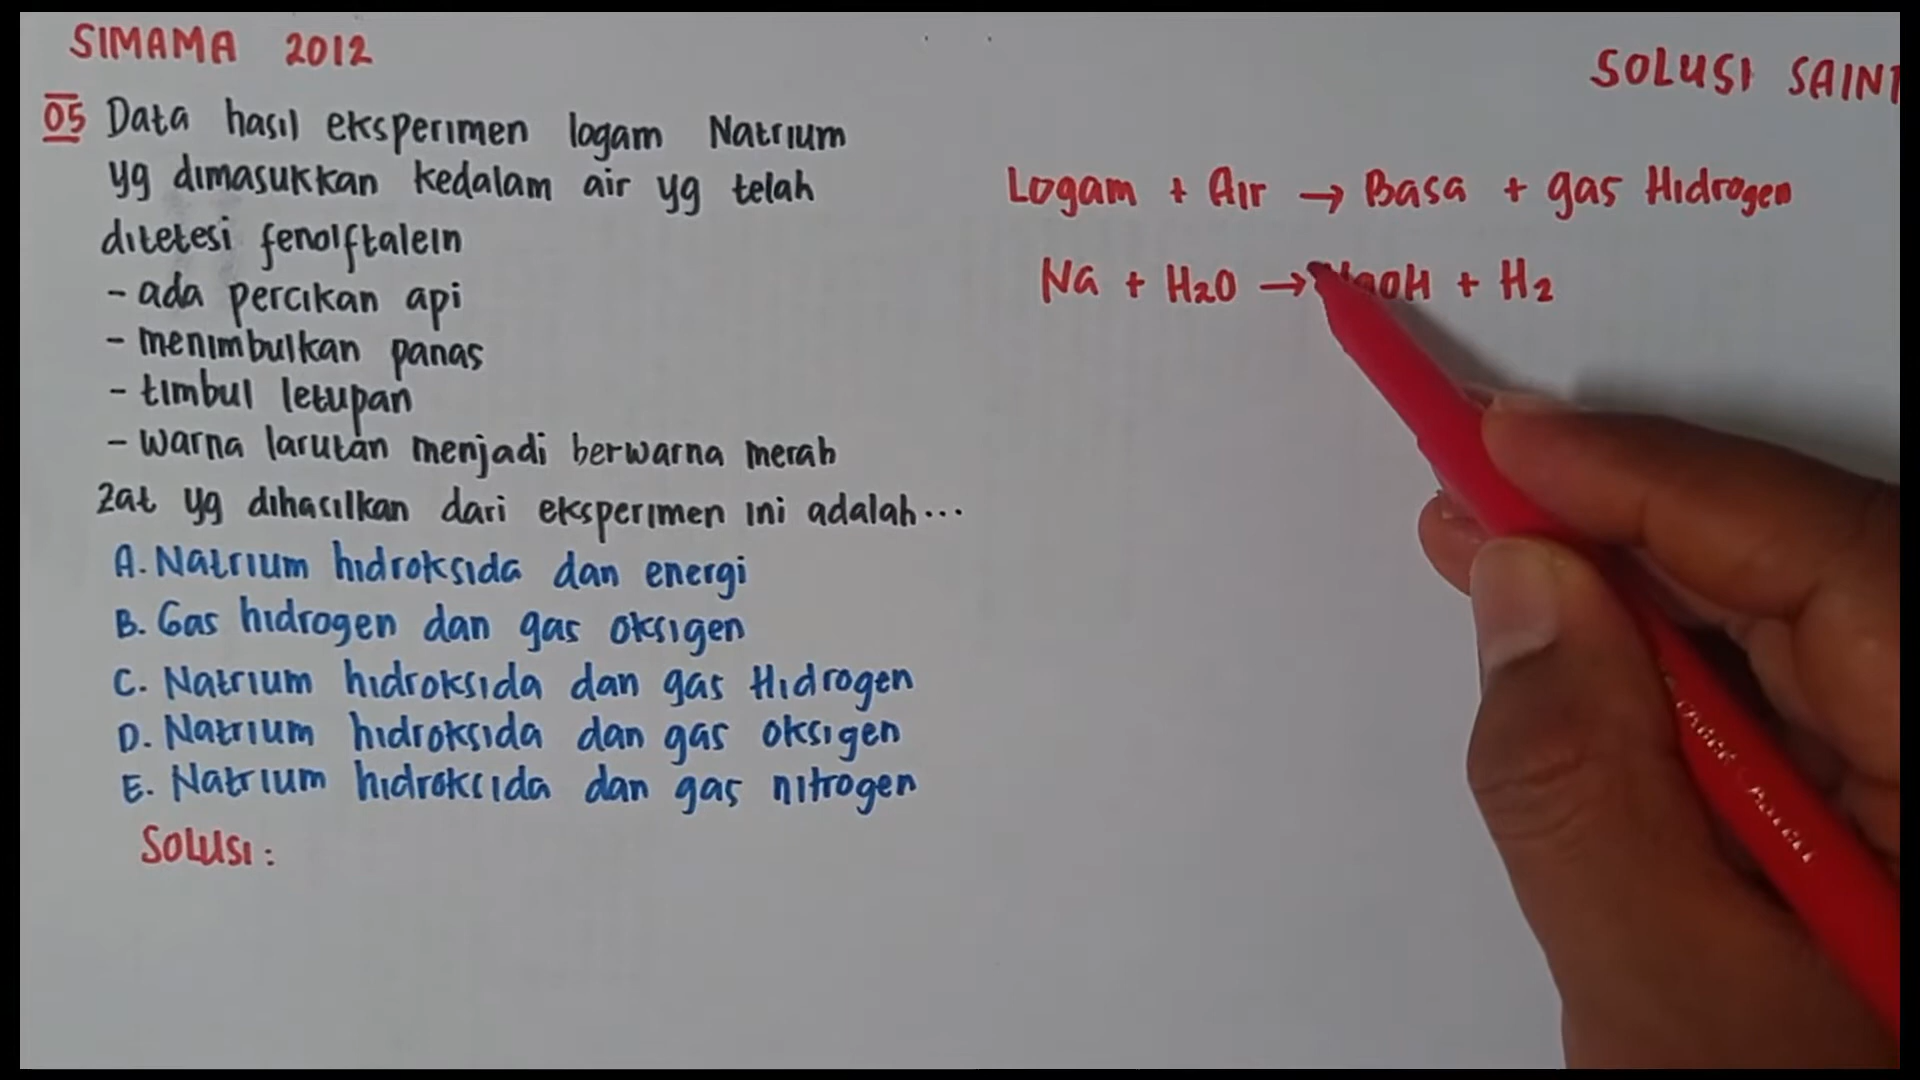 SIMAMA 2012
SOLUSI SAINT
05 Data hasil eksperimen logam Natrium
yg dimasukkan kedalam air yg telah
ditetesi fenolftalein
- ada percikan api
- menimbulkan panas
- timbul letupan
- warna larutan menjadi berwarna merah
zat yg dihasilkan dari eksperimen ini adalah...
A. Natrium hidroksida dan energi
B. Gas hidrogen dan gas oksigen
C. Natrium hidroksida dan gas Hidrogen
D. Natrium hidroksida dan gas oksigen
E. Natrium hidroksida dan gas nitrogen
SOLUSI :
Logam + Air → Basa + gas Hidrogen
Na + H2O → NaOH + H2